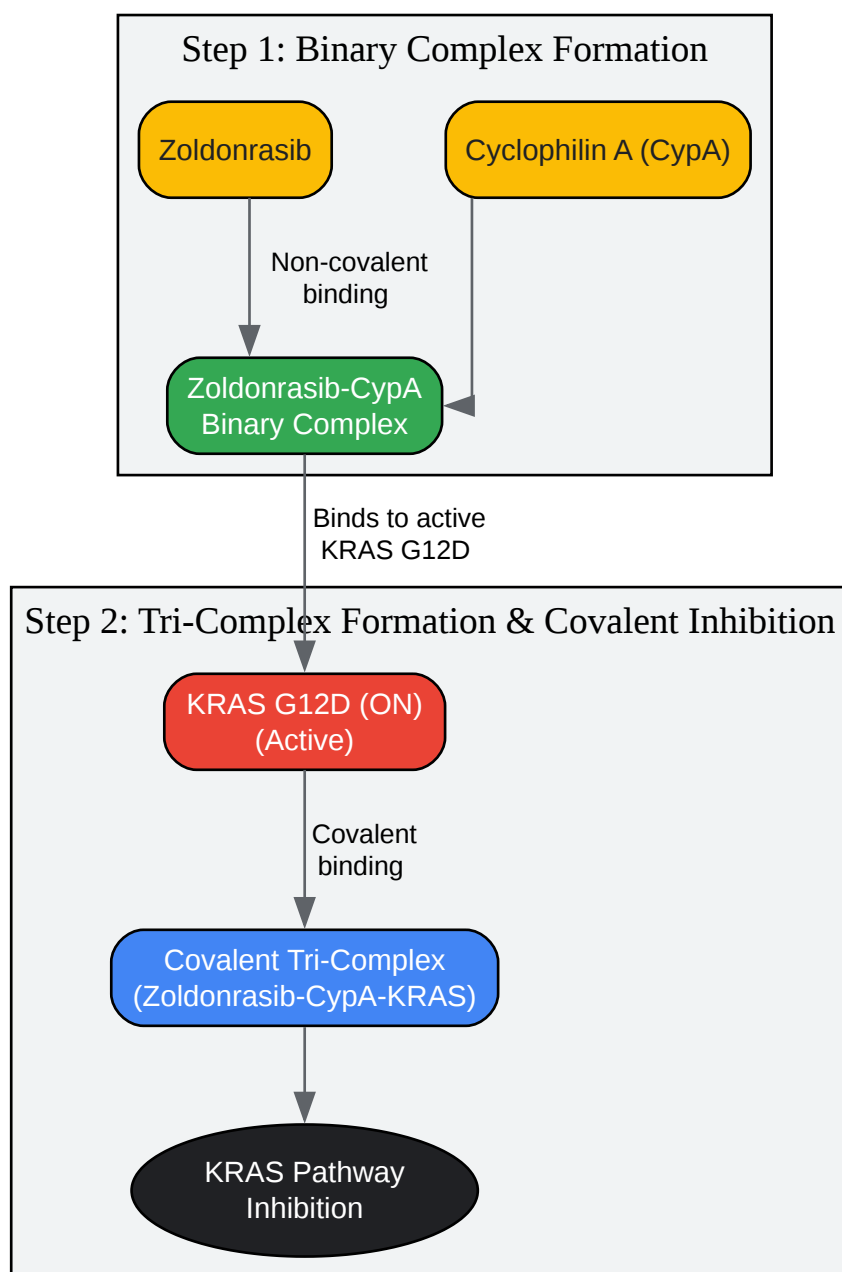 Step 1: Binary Complex Formation
Zoldonrasib
Cyclophilin A (CypA)
Non-covalent
binding
Zoldonrasib-CypA
Binary Complex
Binds to active
KRAS G12D
Step 2: Tri-Complex Formation & Covalent Inhibition
KRAS G12D (ON)
(Active)
Covalent
binding
Covalent Tri-Complex
(Zoldonrasib-CypA-KRAS)
KRAS Pathway
Inhibition